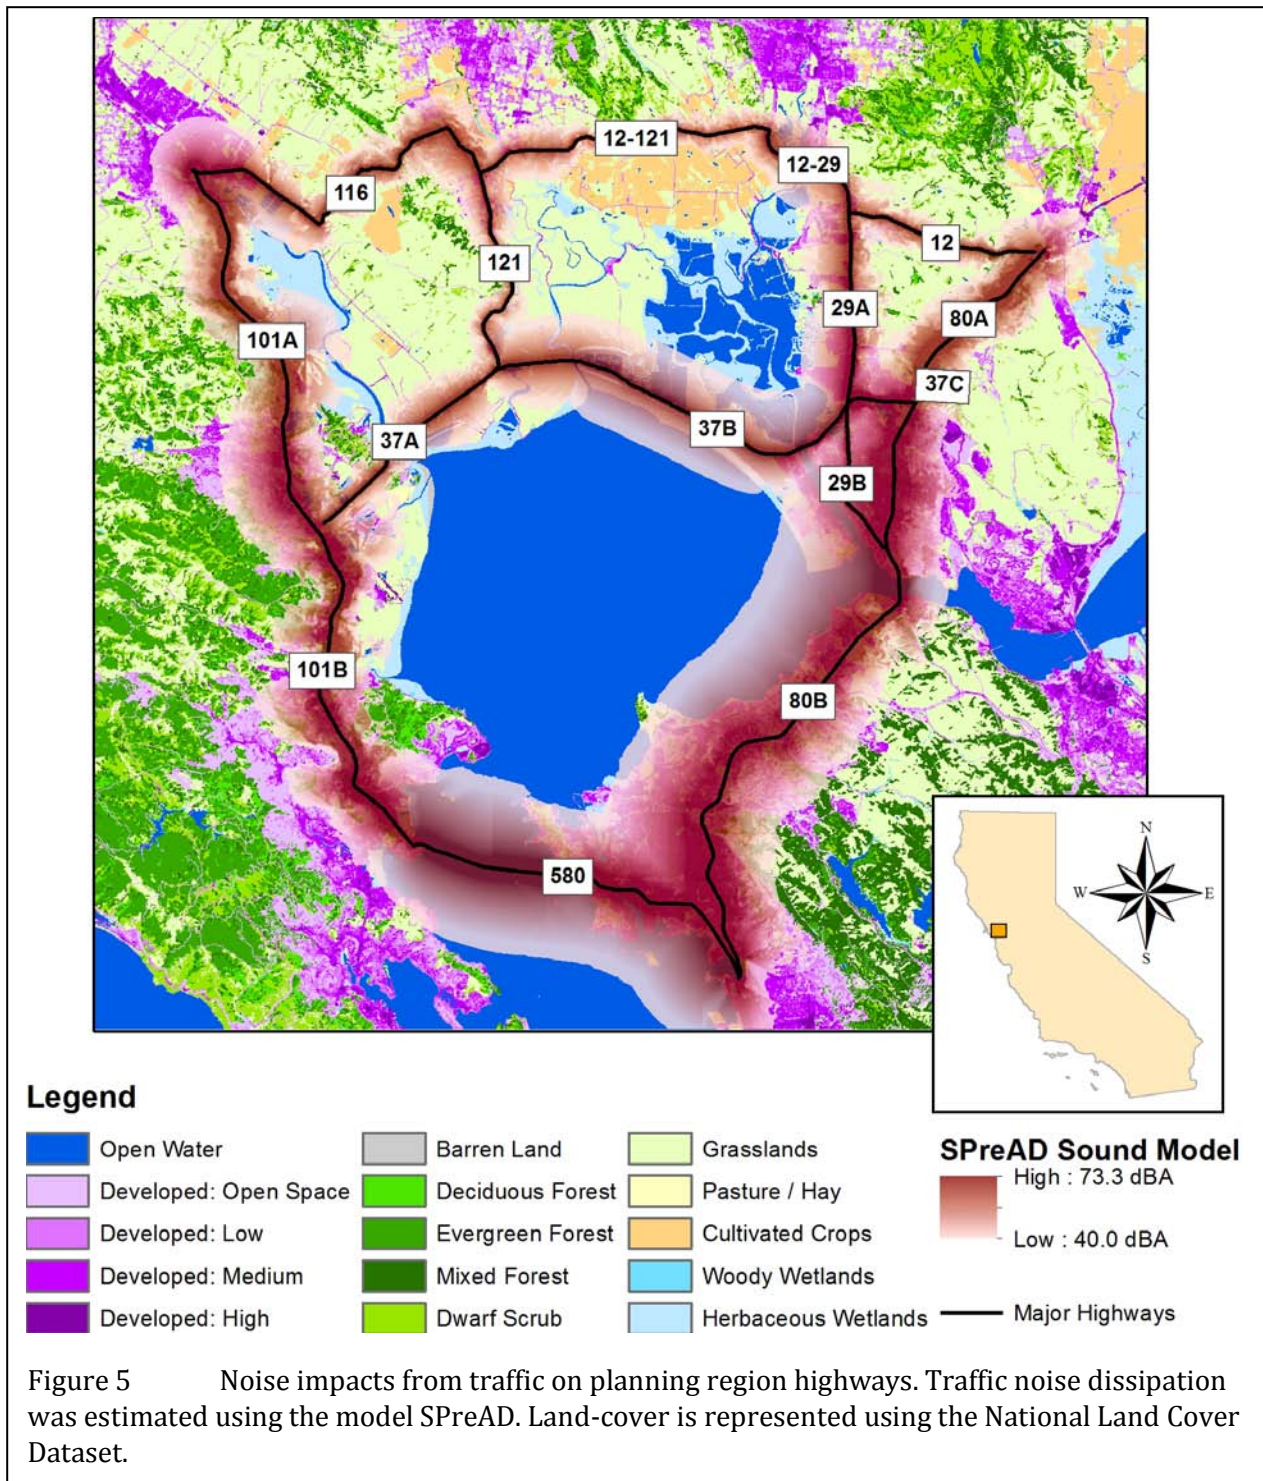 12-121
12-29
116
12
121
29A
80A
101A
37C
37A
37B
29B
101B
80B
580
N
W
E
S
Legend
Open Water
Developed: Open Space
Developed: Low
Developed: Medium
Developed: High
Barren Land
Deciduous Forest
Evergreen Forest
Mixed Forest
Dwarf Scrub
Grasslands
Pasture / Hay
Cultivated Crops
Woody Wetlands
Herbaceous Wetlands
SPreAD Sound Model
High : 73.3 dBA
Low : 40.0 dBA
Major Highways
Figure 5 Noise impacts from traffic on planning region highways. Traffic noise dissipation
was estimated using the model SPreAD. Land-cover is represented using the National Land Cover
Dataset.